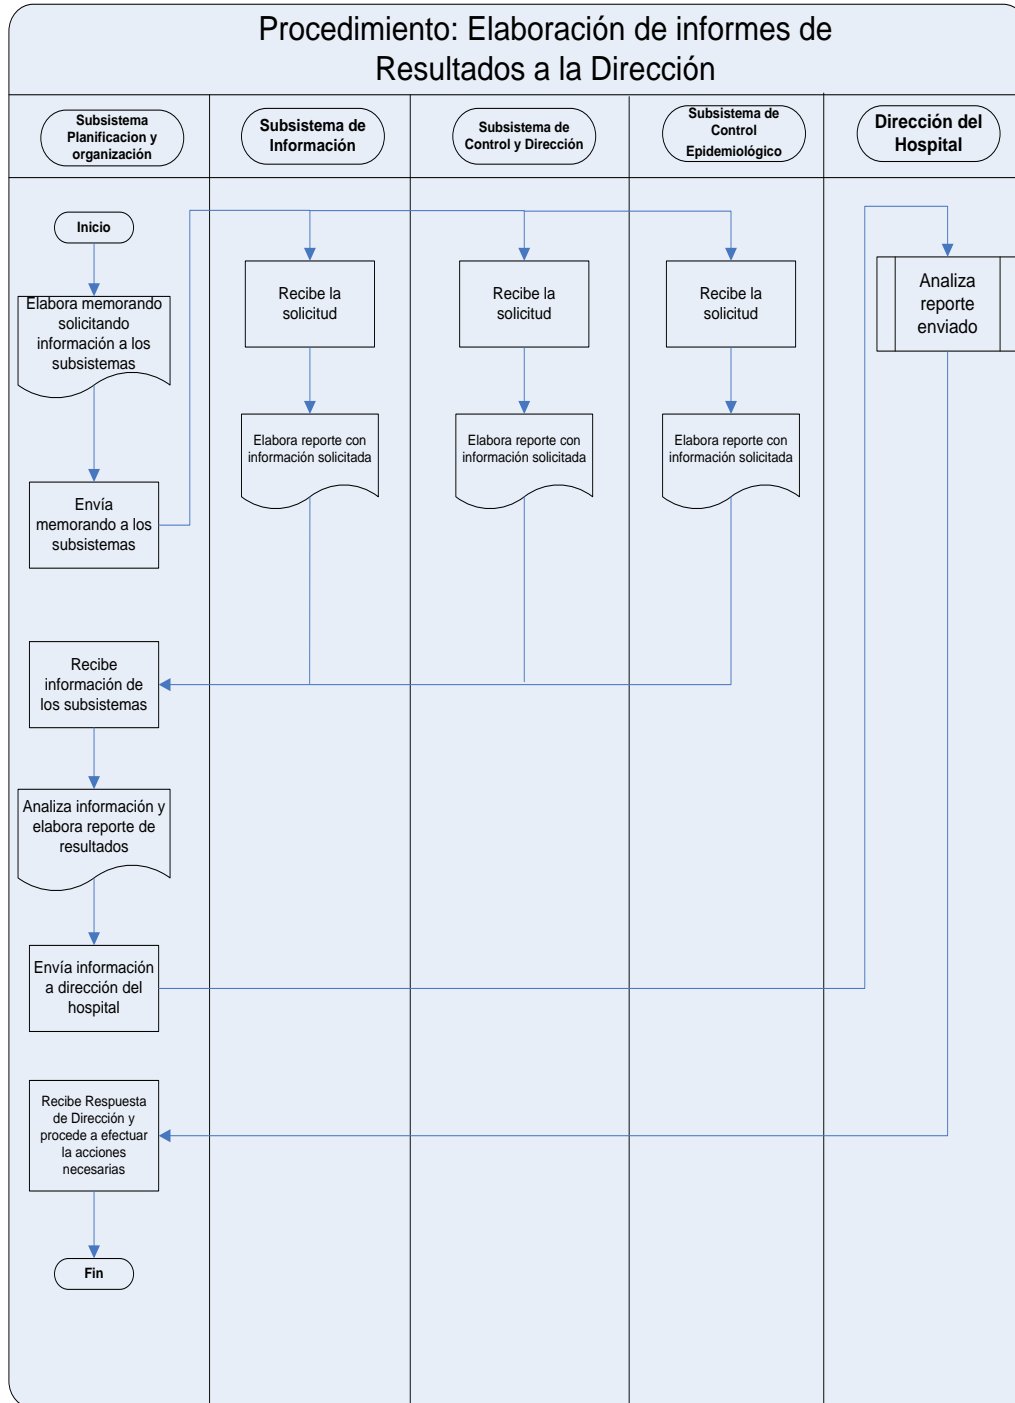 Procedimiento: Elaboración de informes de
Resultados a la Dirección
Subsistema
Planificacion y
organización
Subsistema de
Información
Subsistema de
Control y Dirección
Subsistema de
Control
Epidemiológico
Dirección del
Hospital
Inicio
Elabora memorando
solicitando
información a los
subsistemas
Envía
memorando a los
subsistemas
Recibe la
solicitud
Elabora reporte con
información solicitada
Recibe la
solicitud
Elabora reporte con
información solicitada
Recibe la
solicitud
Elabora reporte con
información solicitada
Recibe
información de
los subsistemas
Analiza información y
elabora reporte de
resultados
Envía información
a dirección del
hospital
Analiza
reporte
enviado
Recibe Respuesta
de Dirección y
procede a efectuar
la acciones
necesarias
Fin